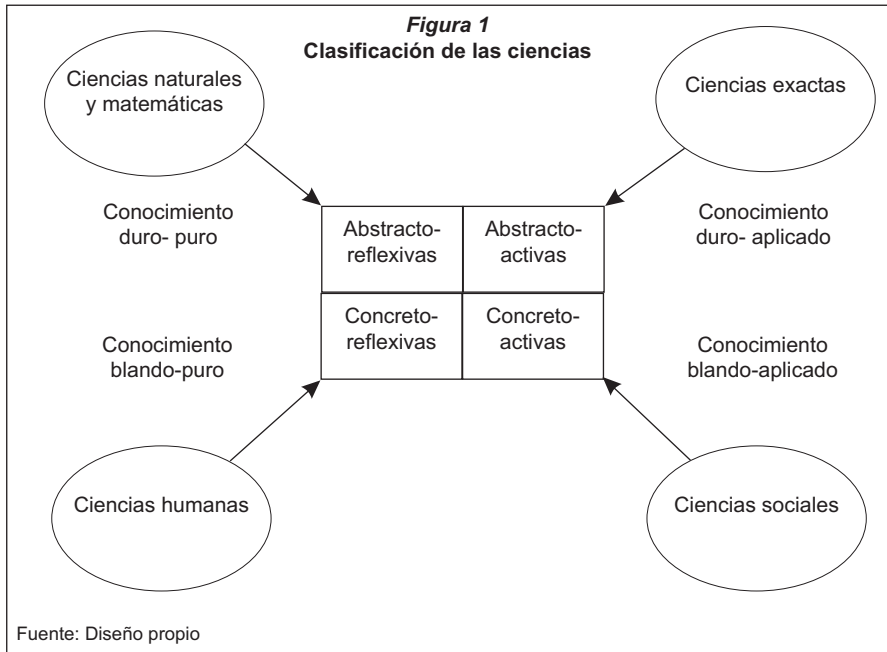 Figura 1
Clasificación de las ciencias
Ciencias naturales
y matemáticas
Ciencias exactas
Conocimiento
duro- puro
Abstracto-
reflexivas
Abstracto-
activas
Conocimiento
duro- aplicado
Conocimiento
blando-puro
Concreto-
reflexivas
Concreto-
activas
Conocimiento
blando-aplicado
Ciencias humanas
Ciencias sociales
Fuente: Diseño propio